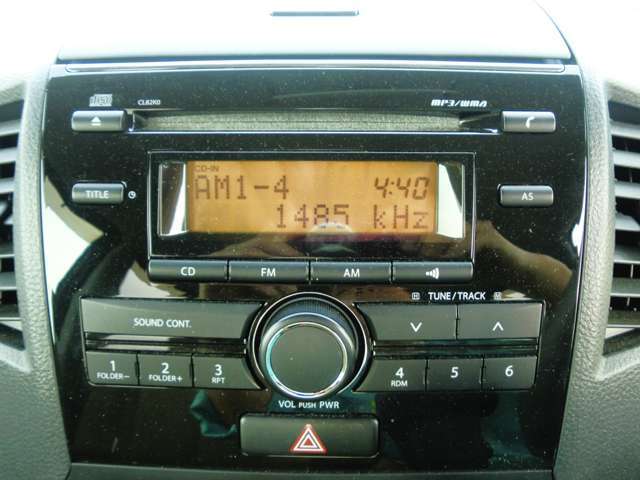 CL82K0 MP3/WMA
CD-IN
AM1-4 4:40
1485 kHz
TITLE AS
CD FM AM
TUNE/TRACK
SOUND CONT.
1 FOLDER-
2 FOLDER+
3 RPT
4 RDM
5
6
VOL PUSH PWR